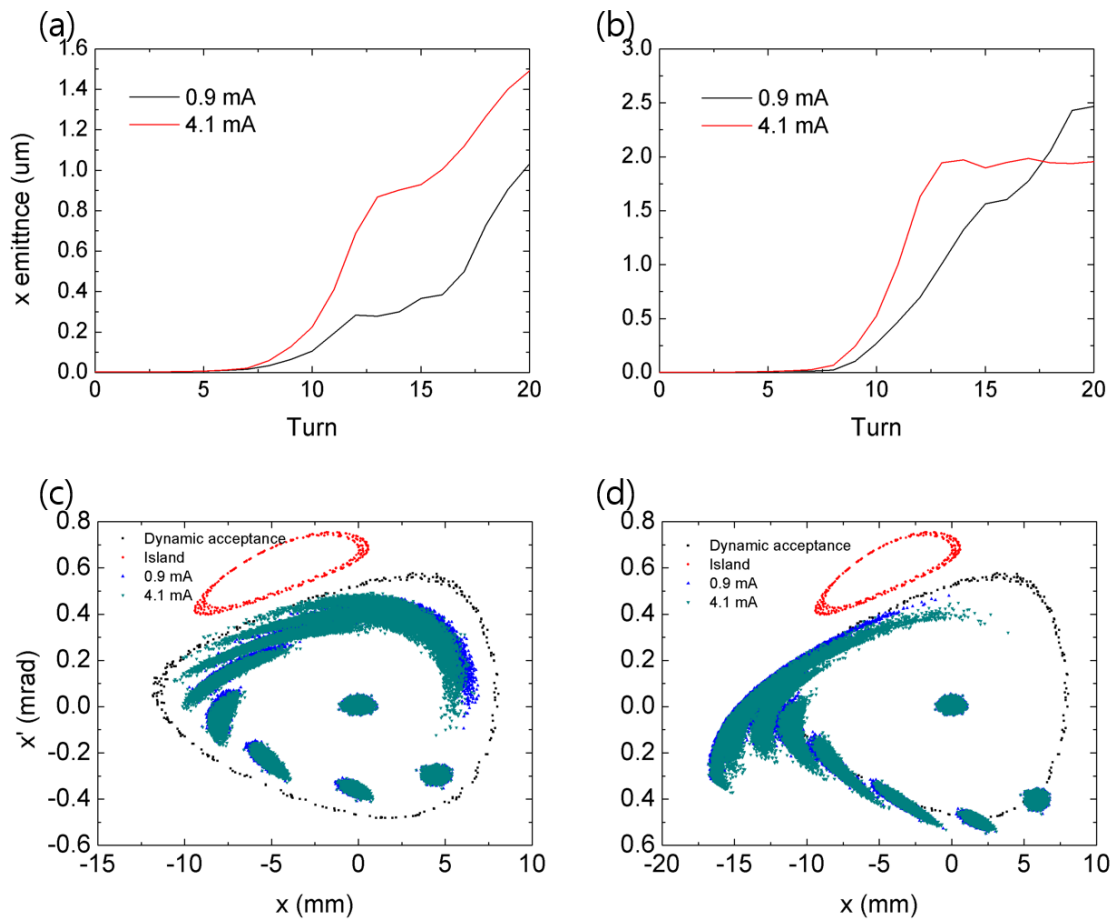 (a)
1.6
1.4
1.2
1.0
0.8
0.6
0.4
0.2
0.0
x emittnce (um)
0.9 mA
4.1 mA
0 5 10 15 20
Turn
(b)
3.0
2.5
2.0
1.5
1.0
0.5
0.0
0.9 mA
4.1 mA
0 5 10 15 20
Turn
(c)
0.8
0.6
0.4
0.2
0.0
-0.2
-0.4
-0.6
x' (mrad)
Dynamic acceptance
Island
0.9 mA
4.1 mA
-15 -10 -5 0 5 10
x (mm)
(d)
0.8
0.6
0.4
0.2
0.0
-0.2
-0.4
-0.6
Dynamic acceptance
Island
0.9 mA
4.1 mA
-20 -15 -10 -5 0 5 10
x (mm)